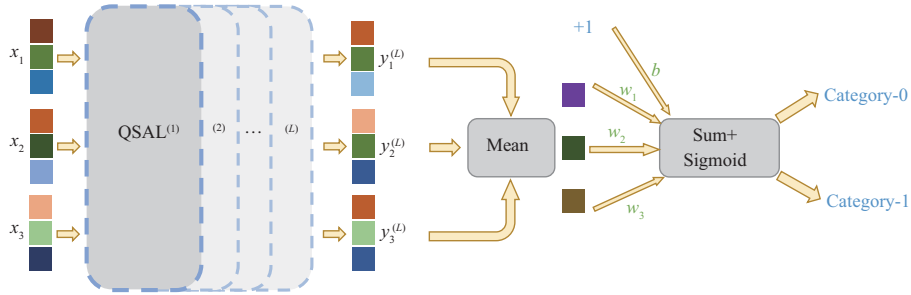 x₁
x₂
x₃
QSAL⁽¹⁾
(2)
...
(L)
y₁⁽ᴸ⁾
y₂⁽ᴸ⁾
y₃⁽ᴸ⁾
Mean
+1
b
w₁
w₂
w₃
Sum+
Sigmoid
Category-0
Category-1